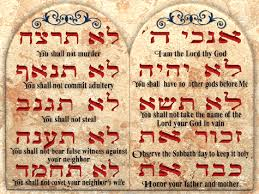 אנכי ה'
I am the Lord thy God
לא יהיה
You shall have no other gods before Me
לא תשא
You shall not take the name of the
Lord your God in vain
זכור את
Observe the Sabbath day to keep it holy
כבד את
Honor your father and mother
לא תרצח
You shall not murder
לא תנאף
You shall not commit adultery
לא תגנב
You shall not steal
לא תענה
You shall not bear false witness against
your neighbor
לא תחמד
You shall not covet your neighbor's wife